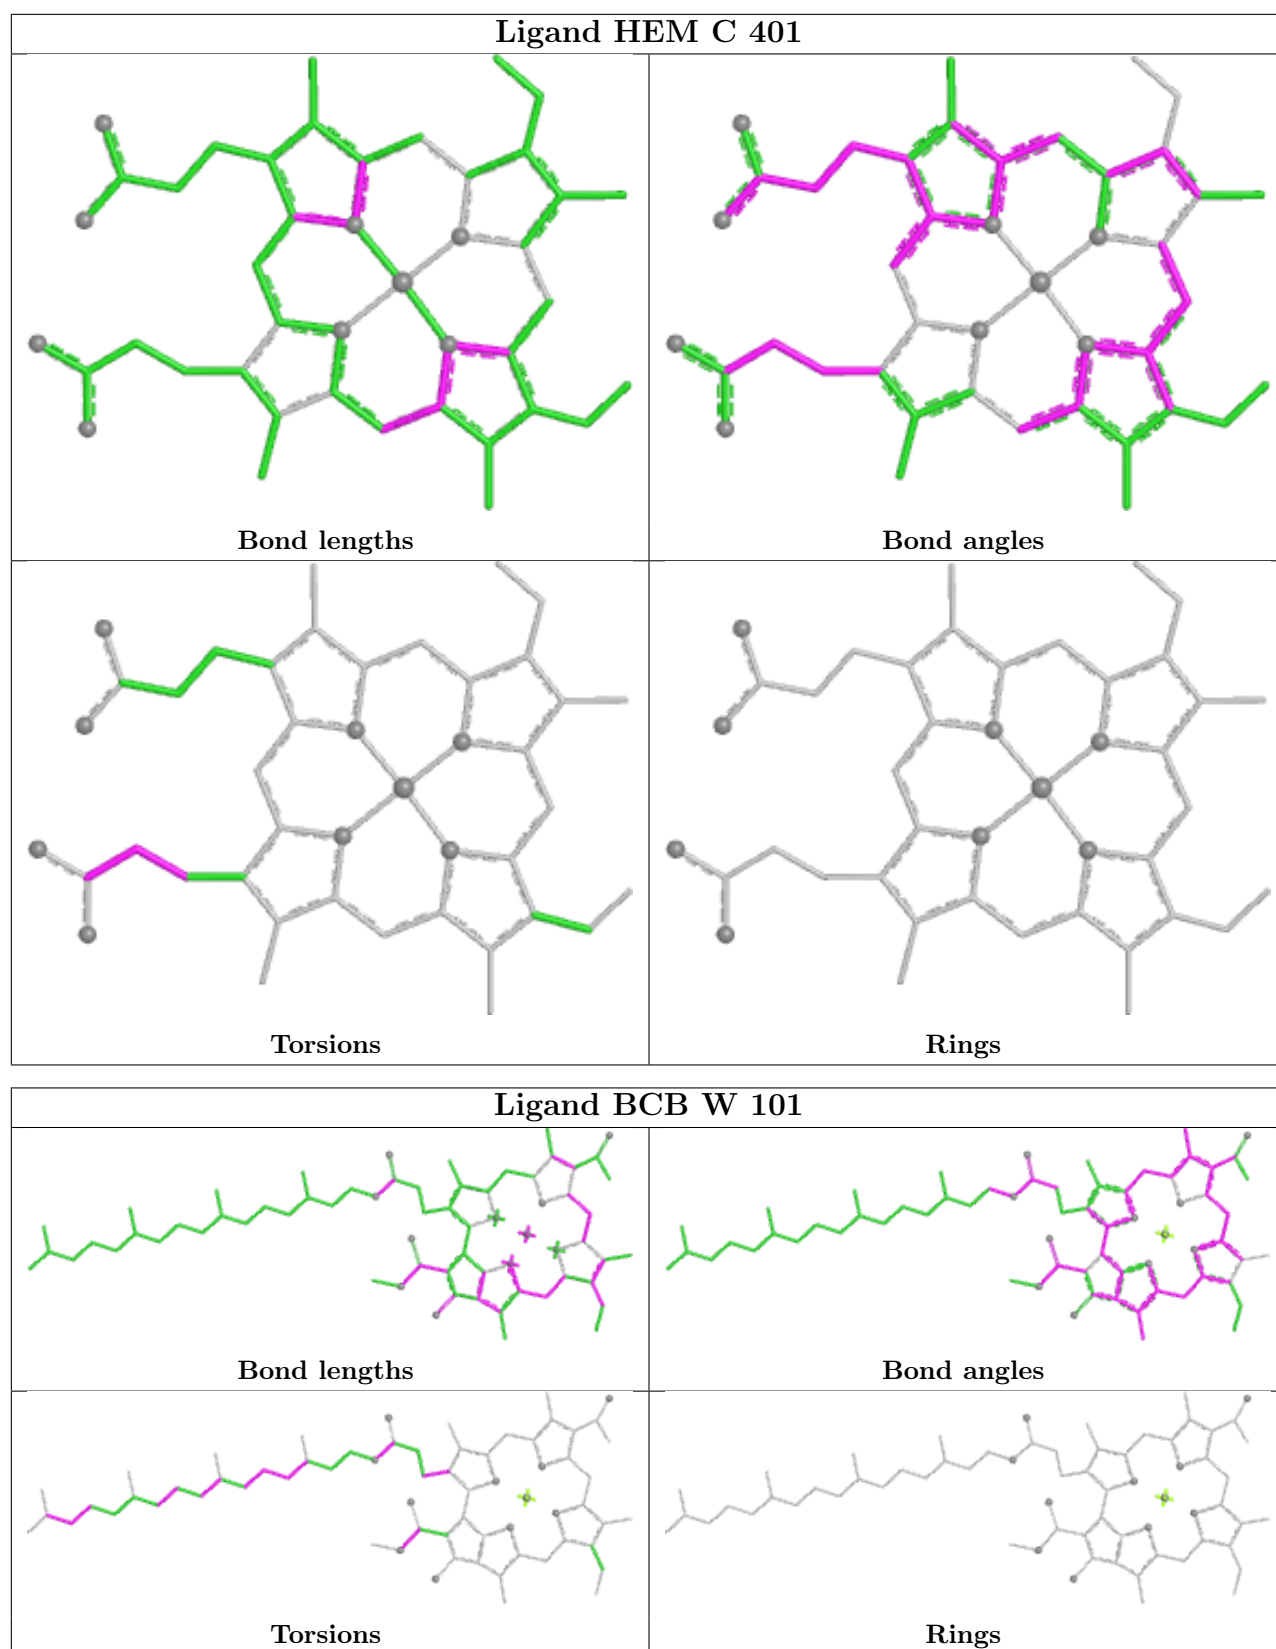 Ligand HEM C 401
Bond lengths
Bond angles
Torsions
Rings
Ligand BCB W 101
Bond lengths
Bond angles
Torsions
Rings